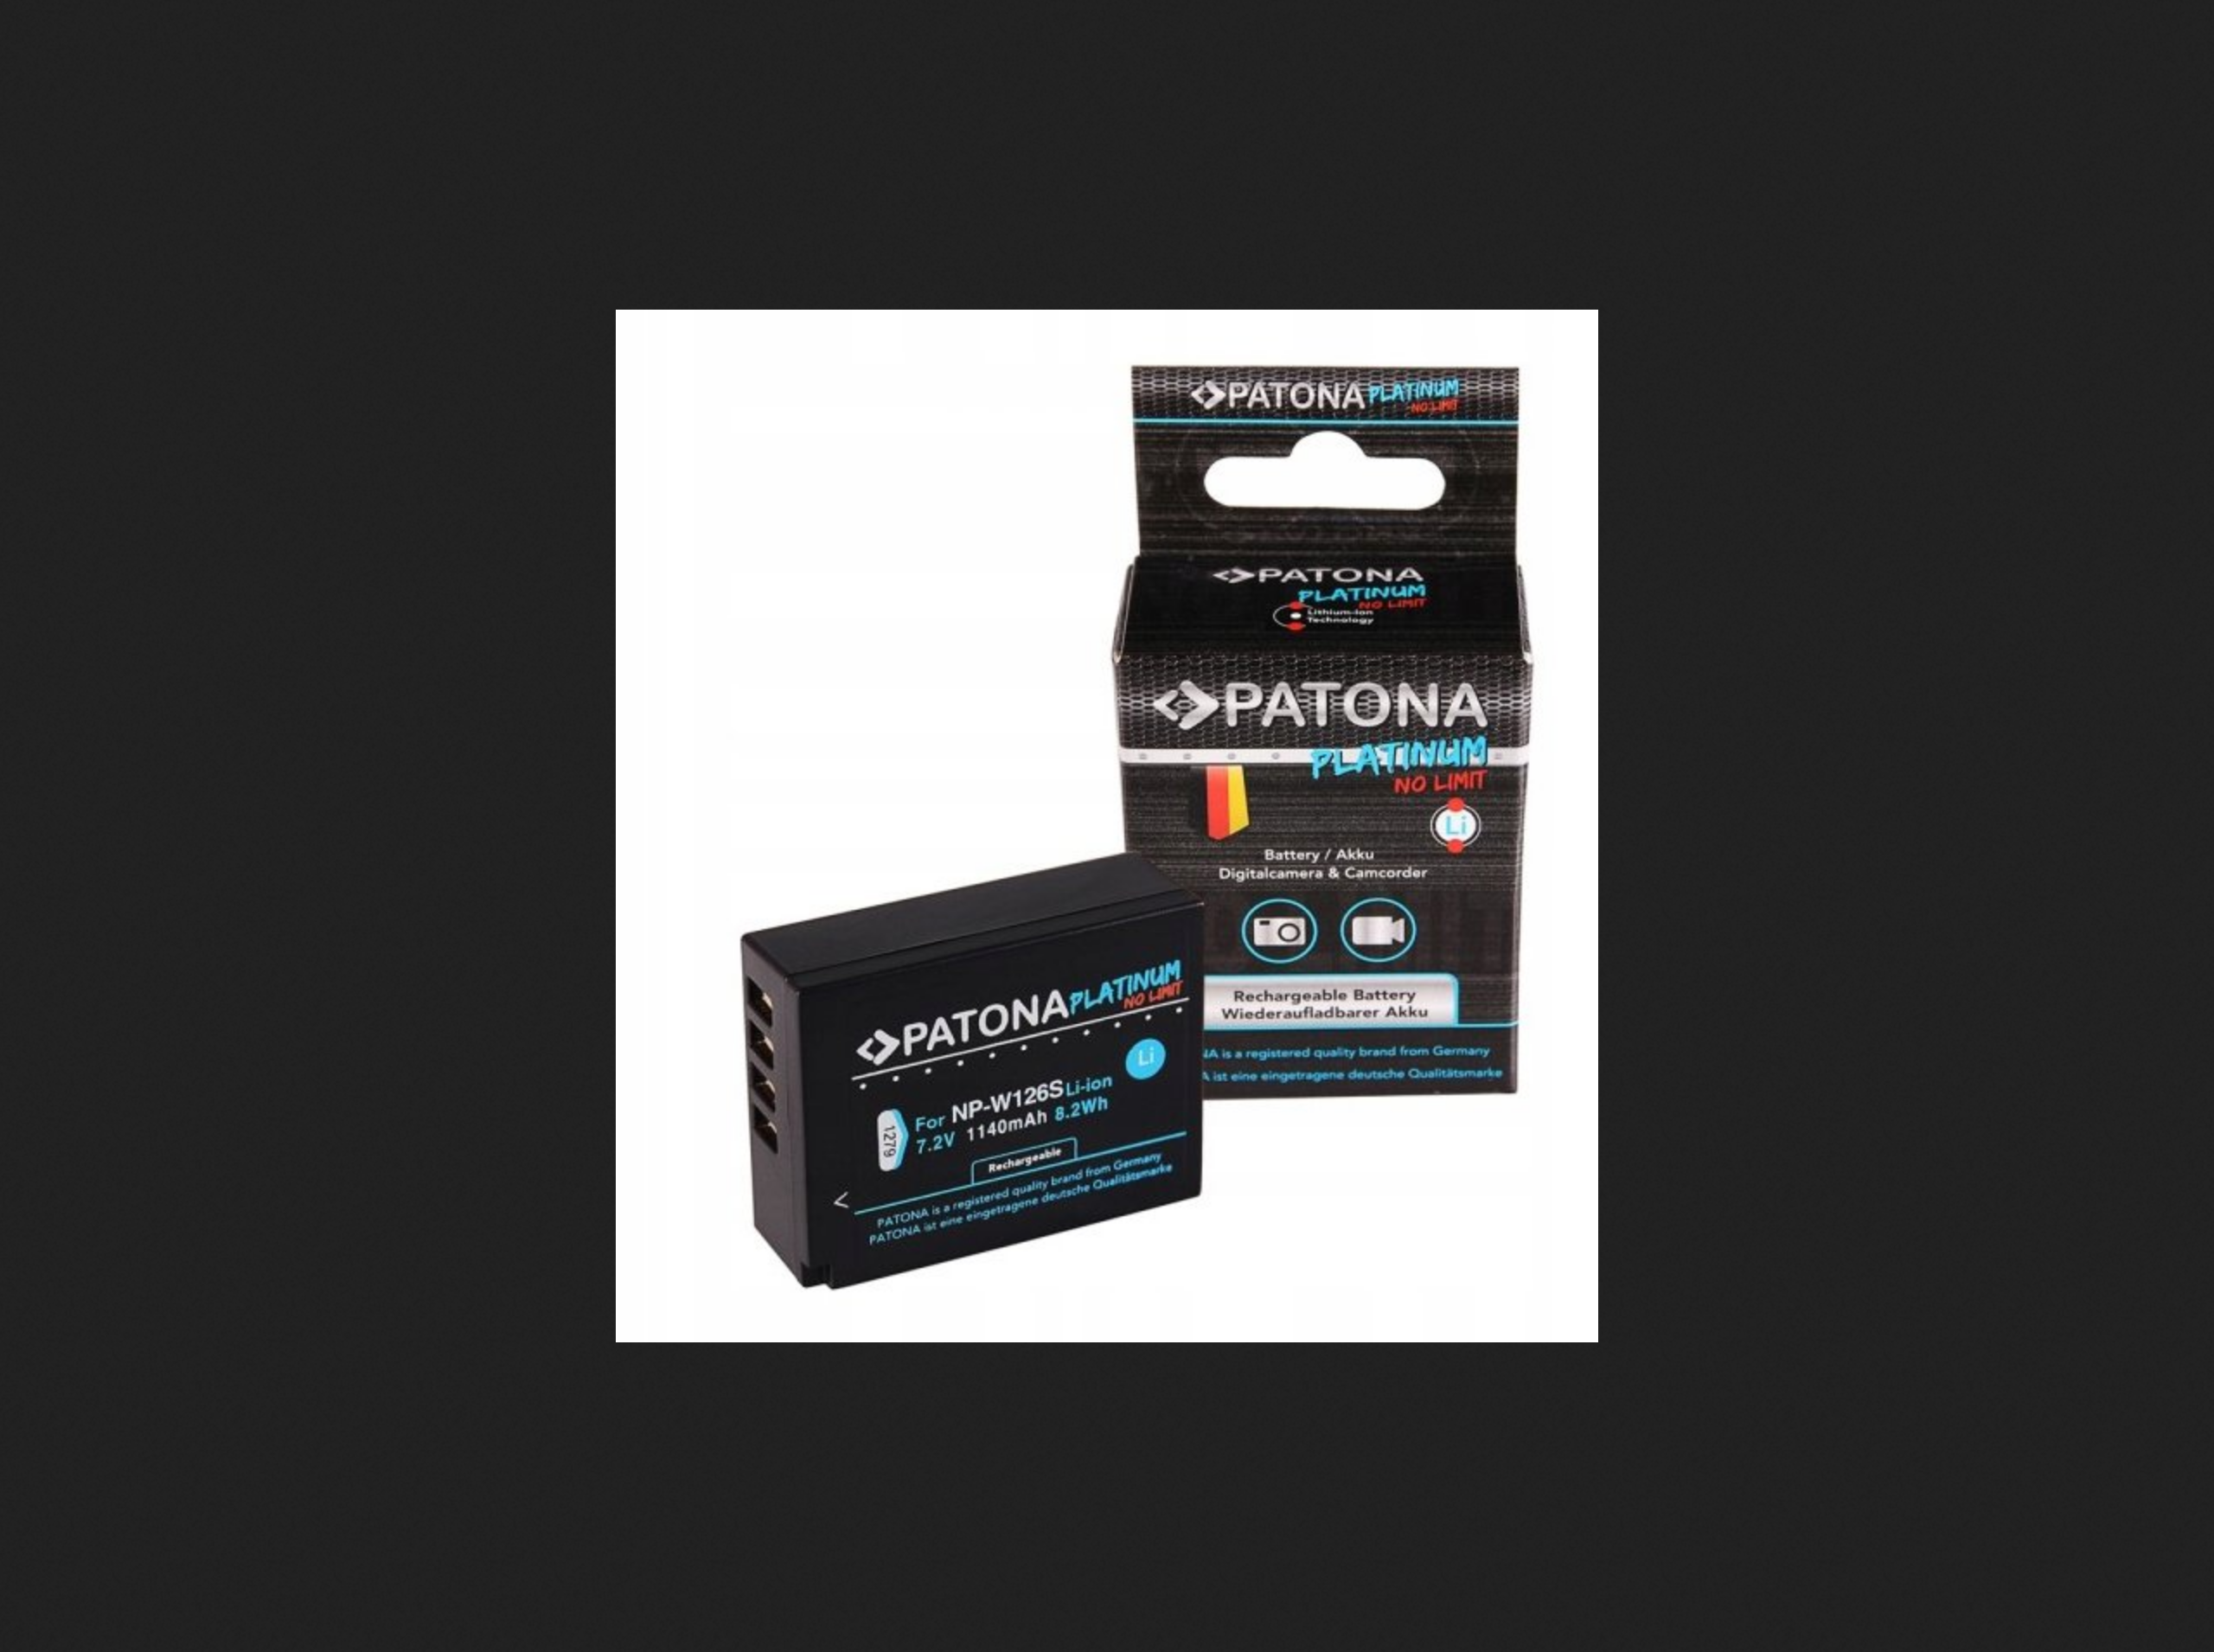 PATONA PLATINUM
NO LIMIT
PATONA
PLATINUM
NO LIMIT
Lithium-Ion
Technology
PATONA
PLATINUM
NO LIMIT
Li
Battery / Akku
Digitalcamera & Camcorder
Rechargeable Battery
Wiederaufladbarer Akku
NA is a registered quality brand from Germany
A ist eine eingetragene deutsche Qualitätsmarke
PATONA PLATINUM
NO LIMIT
Li
For NP-W126S Li-ion
1279
7.2V 1140mAh 8.2Wh
Rechargeable
<
PATONA is a registered quality brand from Germany
PATONA ist eine eingetragene deutsche Qualitätsmarke